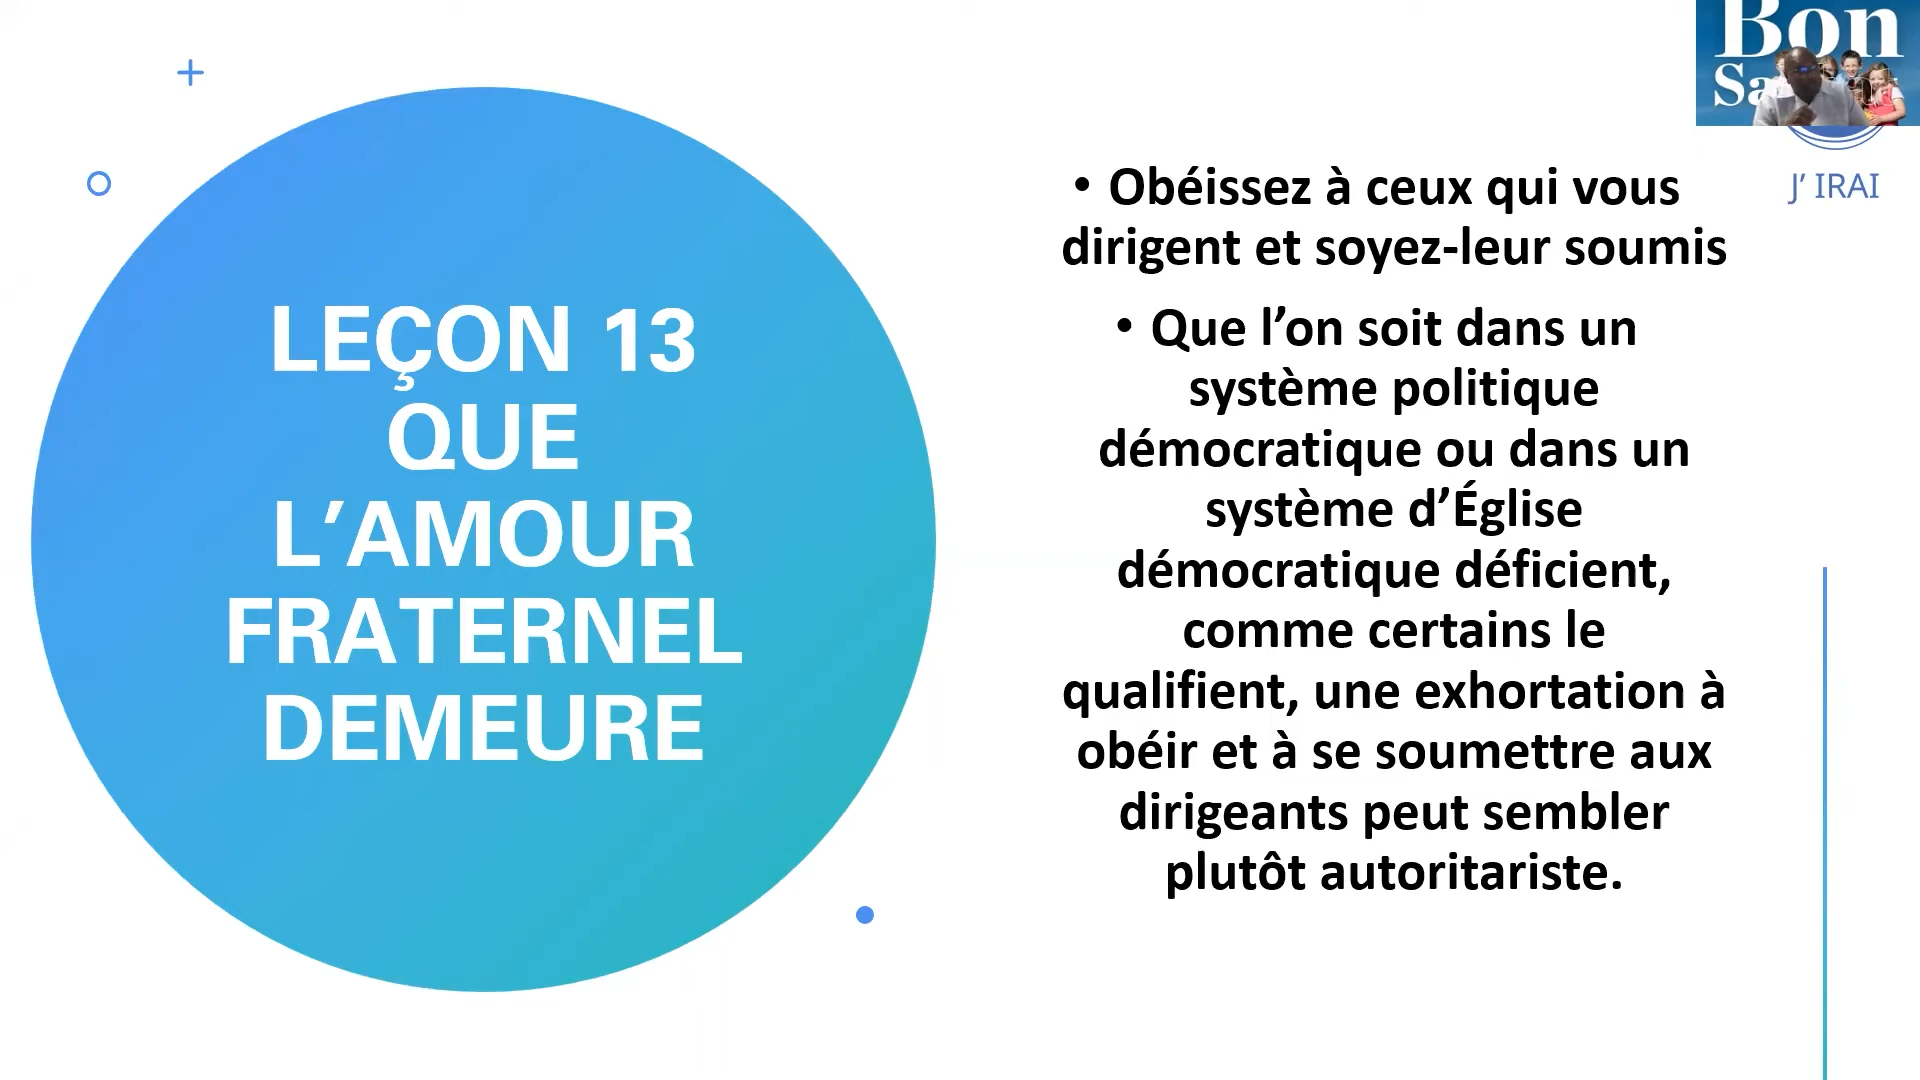 LEÇON 13
QUE
L’AMOUR
FRATERNEL
DEMEURE
• Obéissez à ceux qui vous
dirigent et soyez-leur soumis
• Que l’on soit dans un
système politique
démocratique ou dans un
système d’Église
démocratique déficient,
comme certains le
qualifient, une exhortation à
obéir et à se soumettre aux
dirigeants peut sembler
plutôt autoritariste.
Bon
J’ IRAI